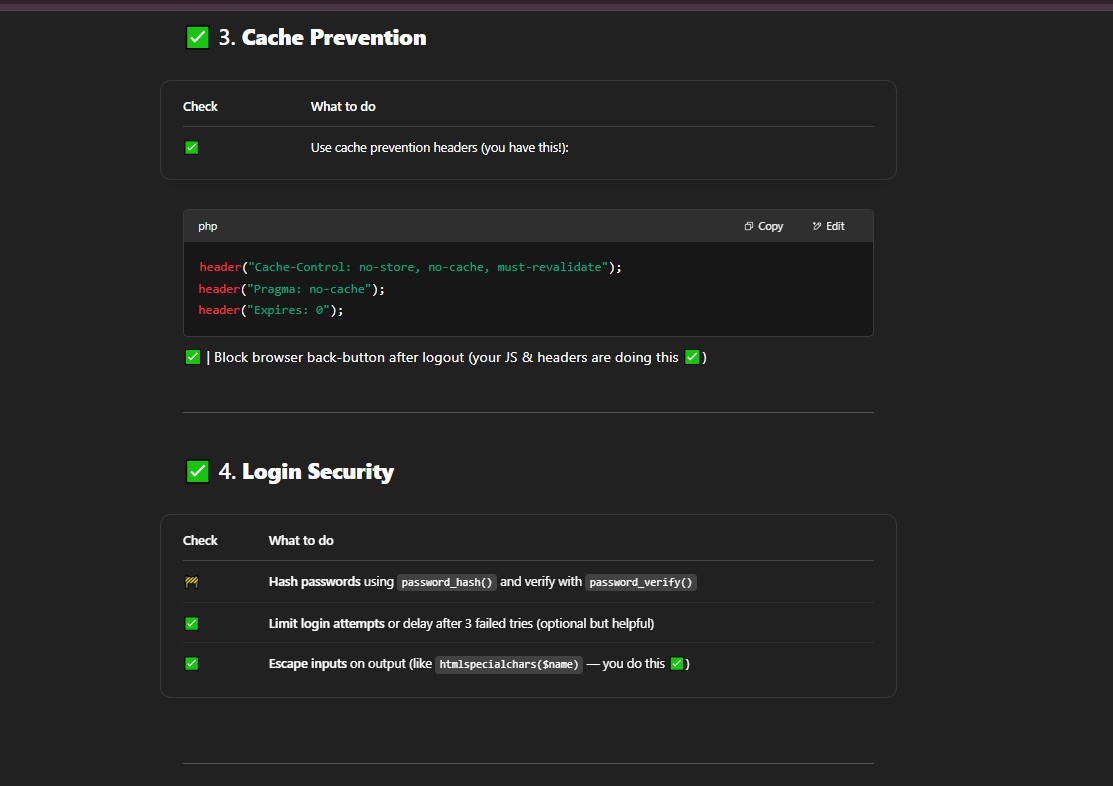 ✅ 3. Cache Prevention
Check What to do
✅ Use cache prevention headers (you have this!):
php Copy Edit
header("Cache-Control: no-store, no-cache, must-revalidate");
header("Pragma: no-cache");
header("Expires: 0");
✅ | Block browser back-button after logout (your JS & headers are doing this ✅)
✅ 4. Login Security
Check What to do
🚧 Hash passwords using password_hash() and verify with password_verify()
✅ Limit login attempts or delay after 3 failed tries (optional but helpful)
✅ Escape inputs on output (like htmlspecialchars($name) — you do this ✅)